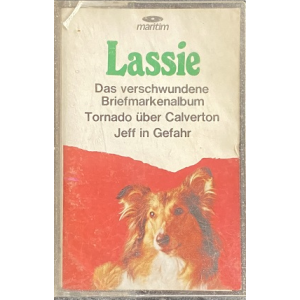 maritim
Lassie
Das verschwundene
Briefmarkenalbum
Tornado über Calverton
Jeff in Gefahr